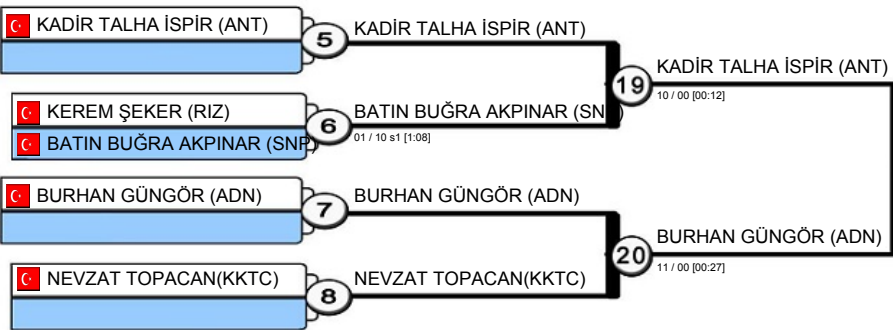 KADİR TALHA İSPİR (ANT)
5
KADİR TALHA İSPİR (ANT)
19
KADİR TALHA İSPİR (ANT)
10 / 00 [00:12]
KEREM ŞEKER (RIZ)
BATIN BUĞRA AKPINAR (SNP)
6
BATIN BUĞRA AKPINAR (SN
01 / 10 s1 [1:08]
BURHAN GÜNGÖR (ADN)
7
BURHAN GÜNGÖR (ADN)
20
BURHAN GÜNGÖR (ADN)
11 / 00 [00:27]
NEVZAT TOPACAN(KKTC)
8
NEVZAT TOPACAN(KKTC)